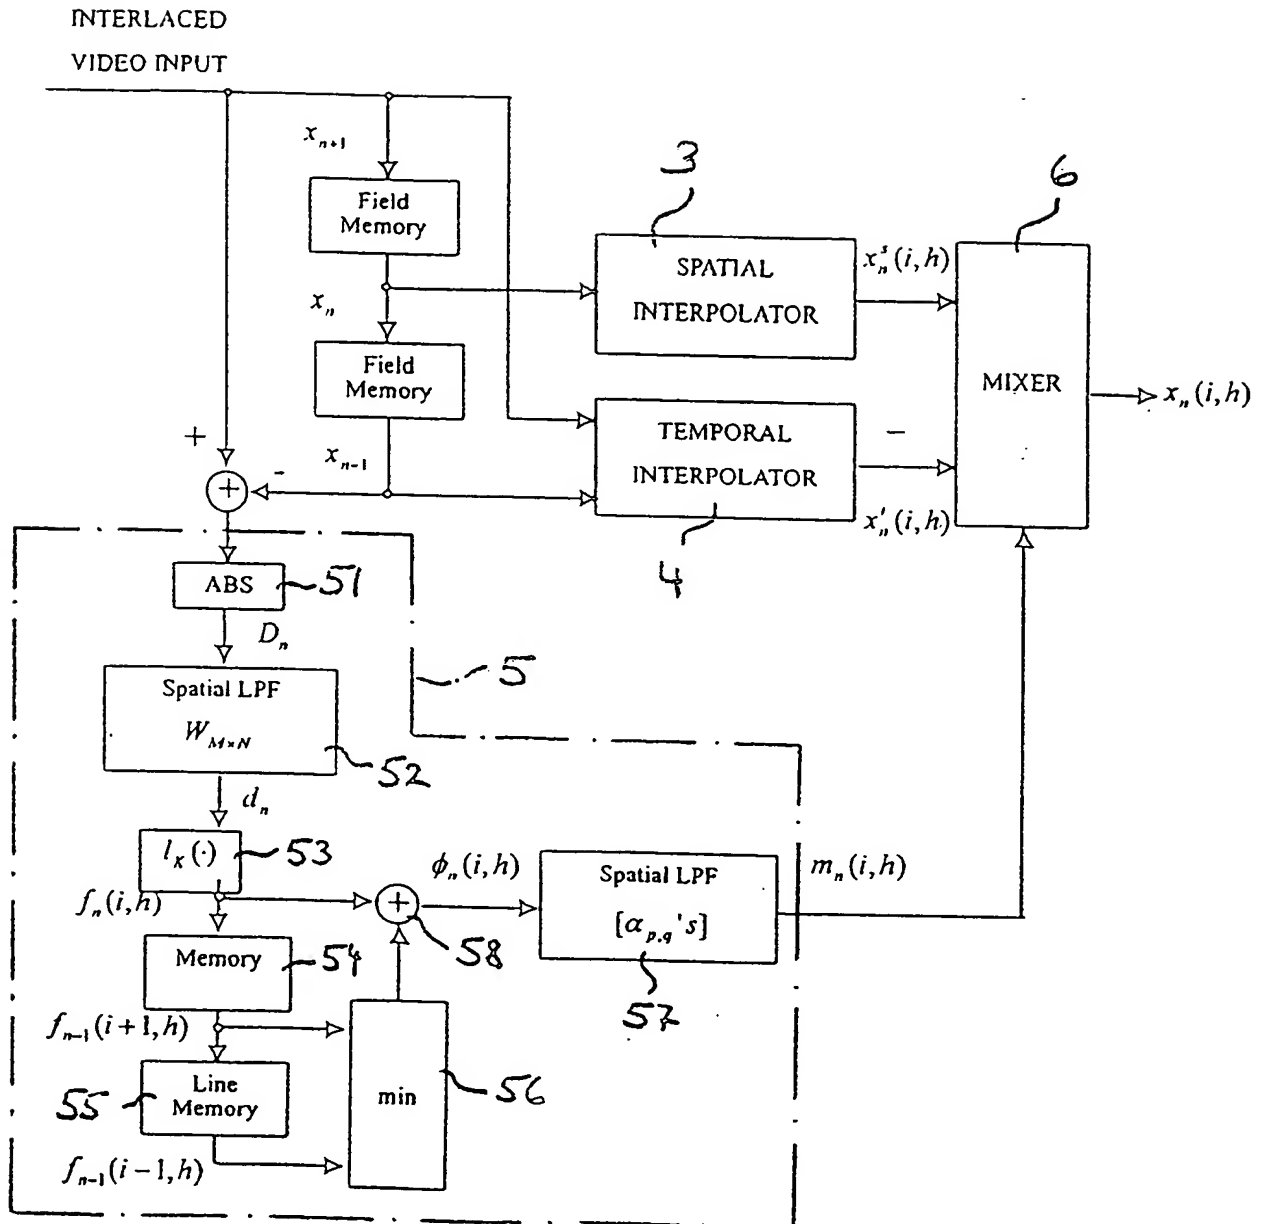 INTERLACED
VIDEO INPUT
x_{n+1}
Field
Memory
x_n
Field
Memory
x_{n-1}
+
-
+
3
SPATIAL
INTERPOLATOR
x_n^s(i,h)
TEMPORAL
INTERPOLATOR
4
-
x_n'(i,h)
6
MIXER
x_n(i,h)
ABS
51
D_n
5
Spatial LPF
W_{M×N}
52
d_n
l_K(·)
53
f_n(i,h)
+
58
ϕ_n(i,h)
Spatial LPF
[α_{p,q}'s]
57
m_n(i,h)
Memory
54
f_{n-1}(i+1,h)
Line
Memory
55
min
56
f_{n-1}(i-1,h)